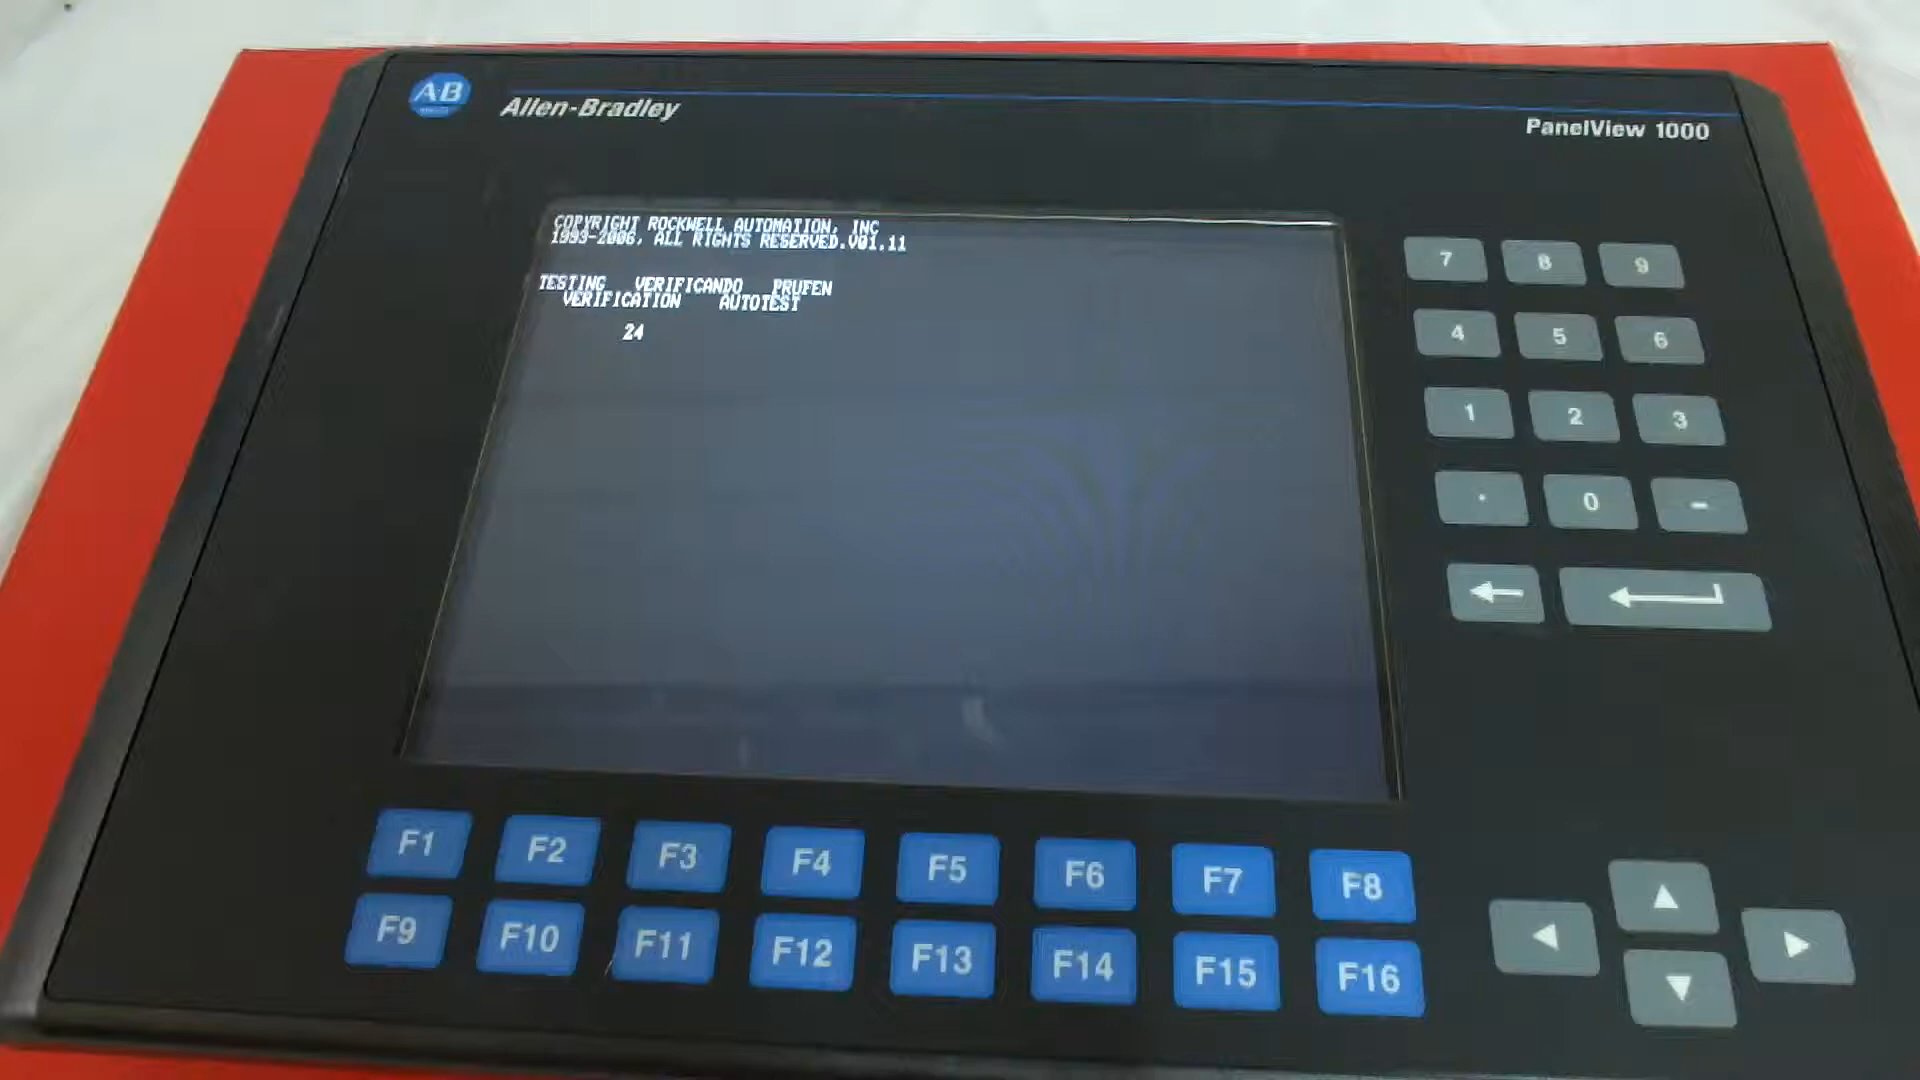 A·B
Allen-Bradley
PanelView 1000
COPYRIGHT ROCKWELL AUTOMATION, INC
1993-2006, ALL RIGHTS RESERVED.V01.11
TESTING VERIFICANDO PRUFEN
VERIFICATION AUTOTEST
24
7 8 9
4 5 6
1 2 3
. 0 -
F1 F2 F3 F4 F5 F6 F7 F8
F9 F10 F11 F12 F13 F14 F15 F16